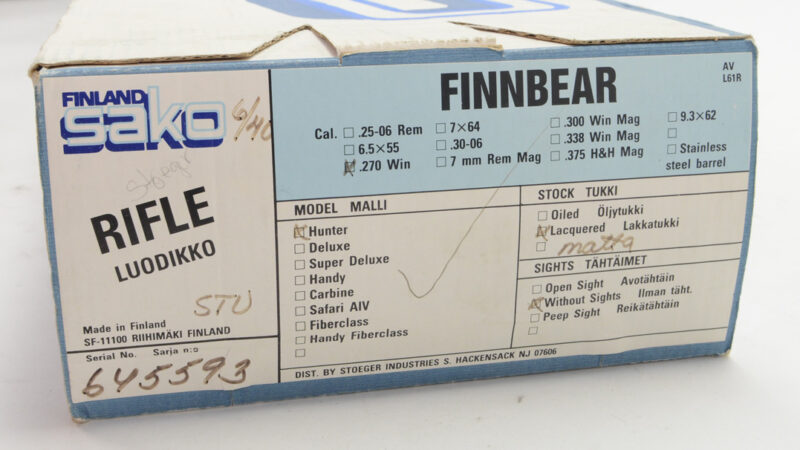 FINLAND
sako
6/40
Stoeger
RIFLE
LUODIKKO
STU
Made in Finland
SF-11100 RIIHIMÄKI FINLAND
Serial No. Sarja n:o
645593
FINNBEAR
AV
L61R
Cal. .25-06 Rem 7×64 .300 Win Mag 9.3×62
6.5×55 .30-06 .338 Win Mag
.270 Win 7 mm Rem Mag .375 H&H Mag Stainless
steel barrel
MODEL MALLI
Hunter
Deluxe
Super Deluxe
Handy
Carbine
Safari AIV
Fiberclass
Handy Fiberclass
STOCK TUKKI
Oiled Öljytukki
Lacquered Lakkatukki
matta
SIGHTS TÄHTÄIMET
Open Sight Avotähtäin
Without Sights Ilman täht.
Peep Sight Reikätähtäin
DIST. BY STOEGER INDUSTRIES S. HACKENSACK NJ 07606